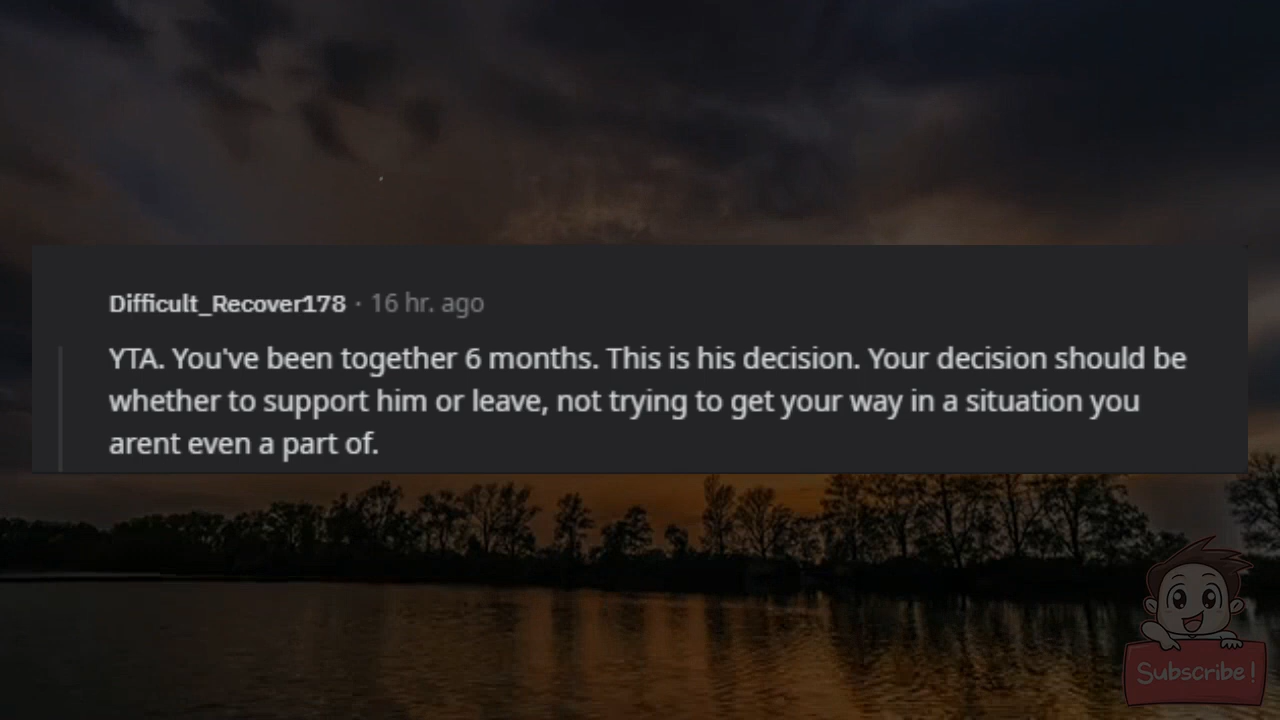 Difficult_Recover178 · 16 hr. ago
YTA. You've been together 6 months. This is his decision. Your decision should be
whether to support him or leave, not trying to get your way in a situation you
arent even a part of.
Subscribe!